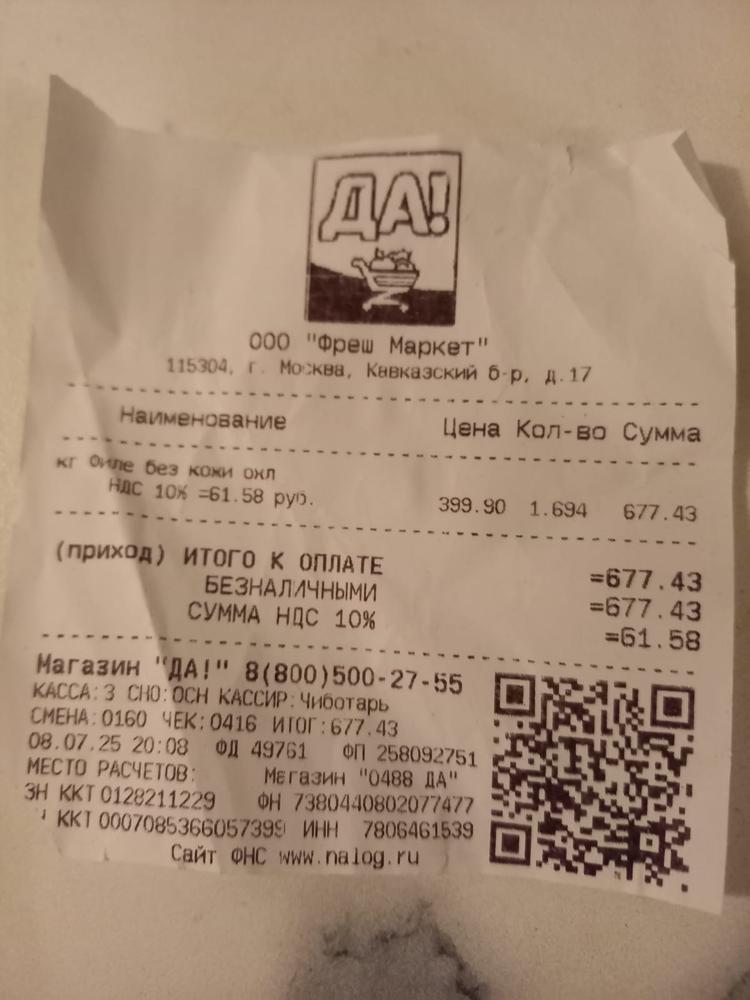 ДА!
ООО "Фреш Маркет"
115304, г. Москва, Кавказский б-р, д.17
Наименование Цена Кол-во Сумма
кг Филе без кожи охл
НДС 10% =61.58 руб. 399.90 1.694 677.43
(приход) ИТОГО К ОПЛАТЕ =677.43
БЕЗНАЛИЧНЫМИ =677.43
СУММА НДС 10% =61.58
Магазин "ДА!" 8(800)500-27-55
КАССА:3 СНО:ОСН КАССИР:Чиботарь
СМЕНА:0160 ЧЕК:0416 ИТОГ:677.43
08.07.25 20:08 ФД 49761 ФП 258092751
МЕСТО РАСЧЕТОВ: Магазин "0488 ДА"
ЗН ККТ 0128211229 ФН 7380440802077477
ККТ 0007085366057399 ИНН 7806461539
Сайт ФНС www.nalog.ru